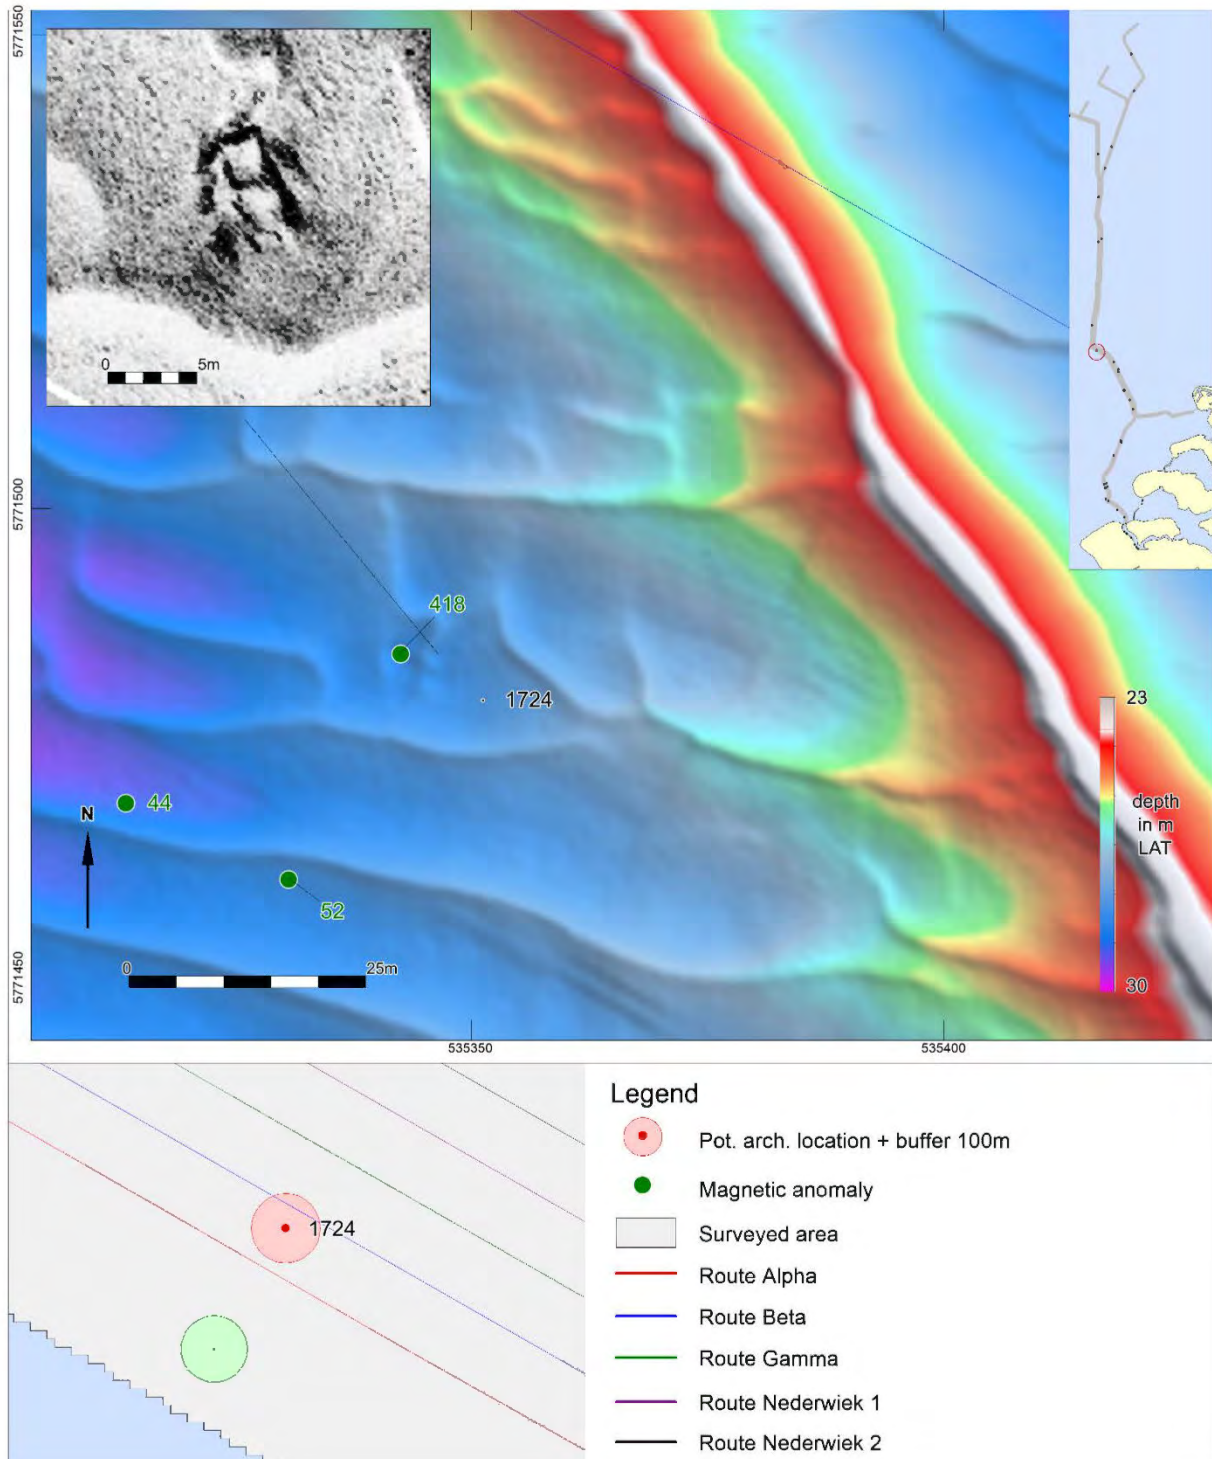 5771550
0
5m
5771500
418
1724
23
44
N
depth
in m
LAT
52
0
25m
30
5771450
535350
535400
1724
Legend
Pot. arch. location + buffer 100m
Magnetic anomaly
Surveyed area
Route Alpha
Route Beta
Route Gamma
Route Nederwiek 1
Route Nederwiek 2